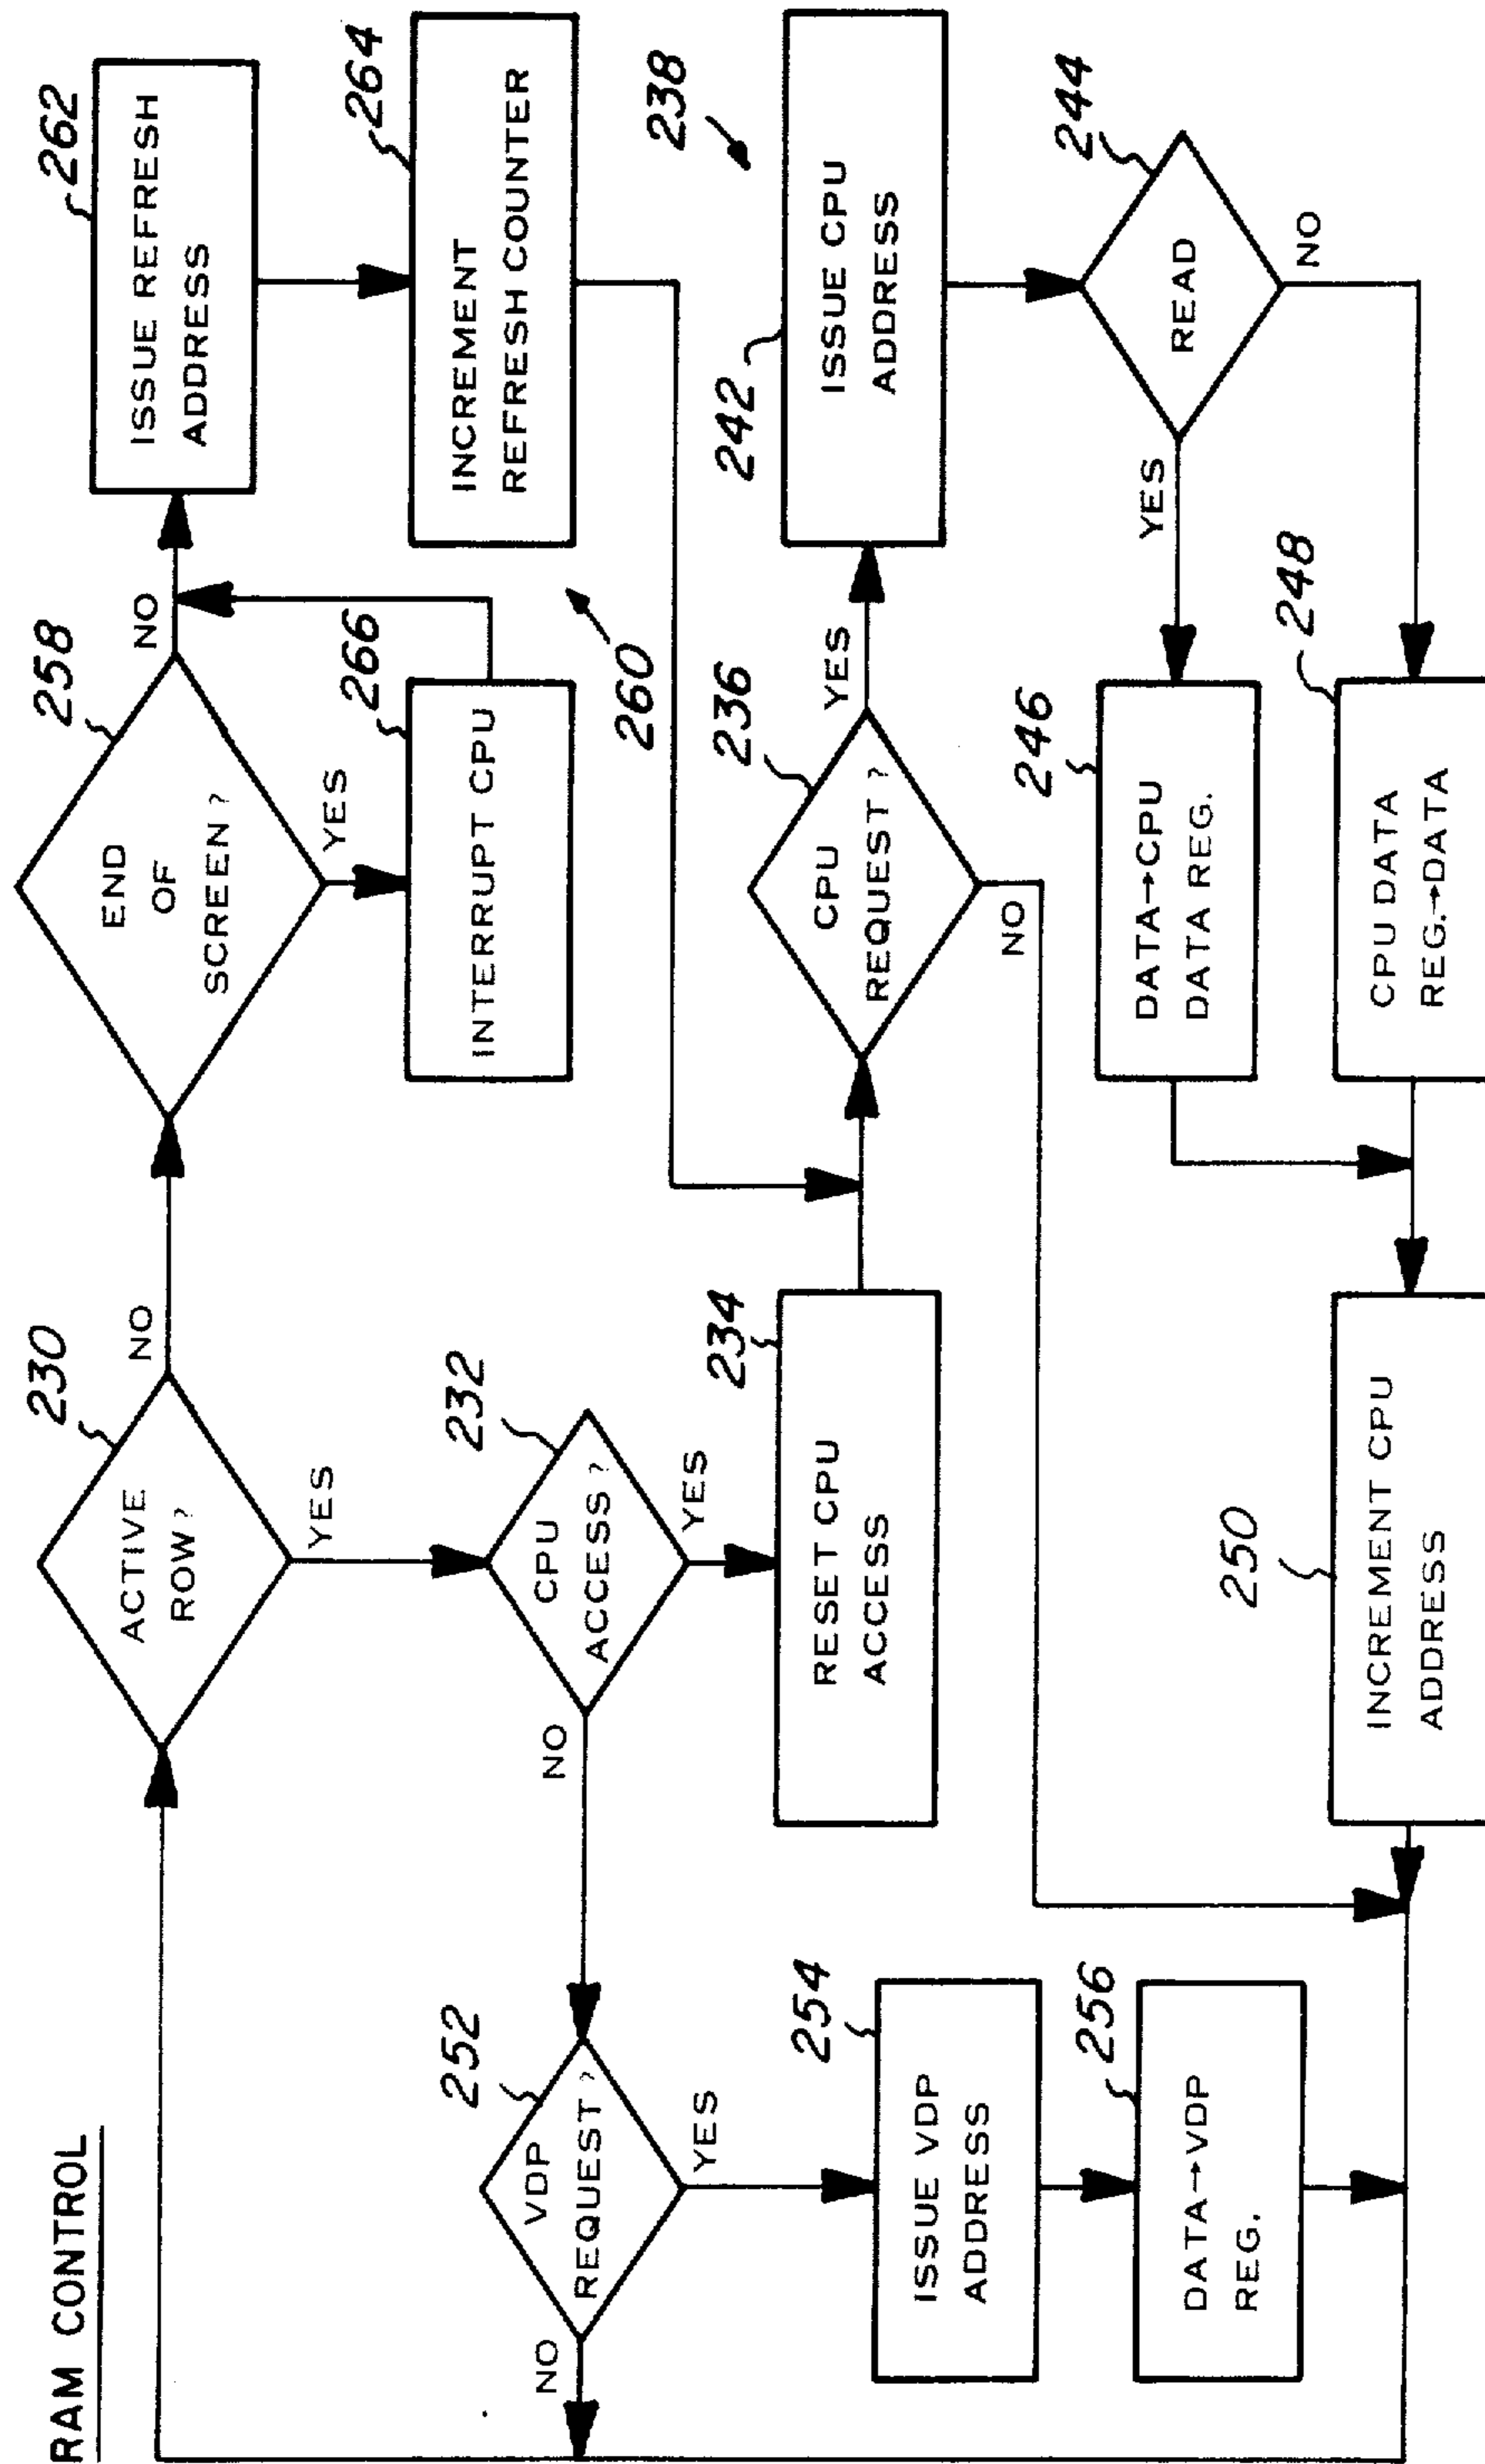 RAM CONTROL
230
ACTIVE
ROW?
NO
YES
258
END
OF
SCREEN?
NO
YES
262
ISSUE REFRESH
ADDRESS
266
INTERRUPT CPU
264
INCREMENT
REFRESH COUNTER
260
232
CPU
ACCESS?
NO
YES
252
VDP
REQUEST?
NO
YES
234
RESET CPU
ACCESS
236
CPU
REQUEST?
YES
NO
238
242
ISSUE CPU
ADDRESS
244
READ
YES
NO
254
ISSUE VDP
ADDRESS
256
DATA→VDP
REG.
246
DATA→CPU
DATA REG.
248
CPU DATA
REG.→DATA
250
INCREMENT CPU
ADDRESS